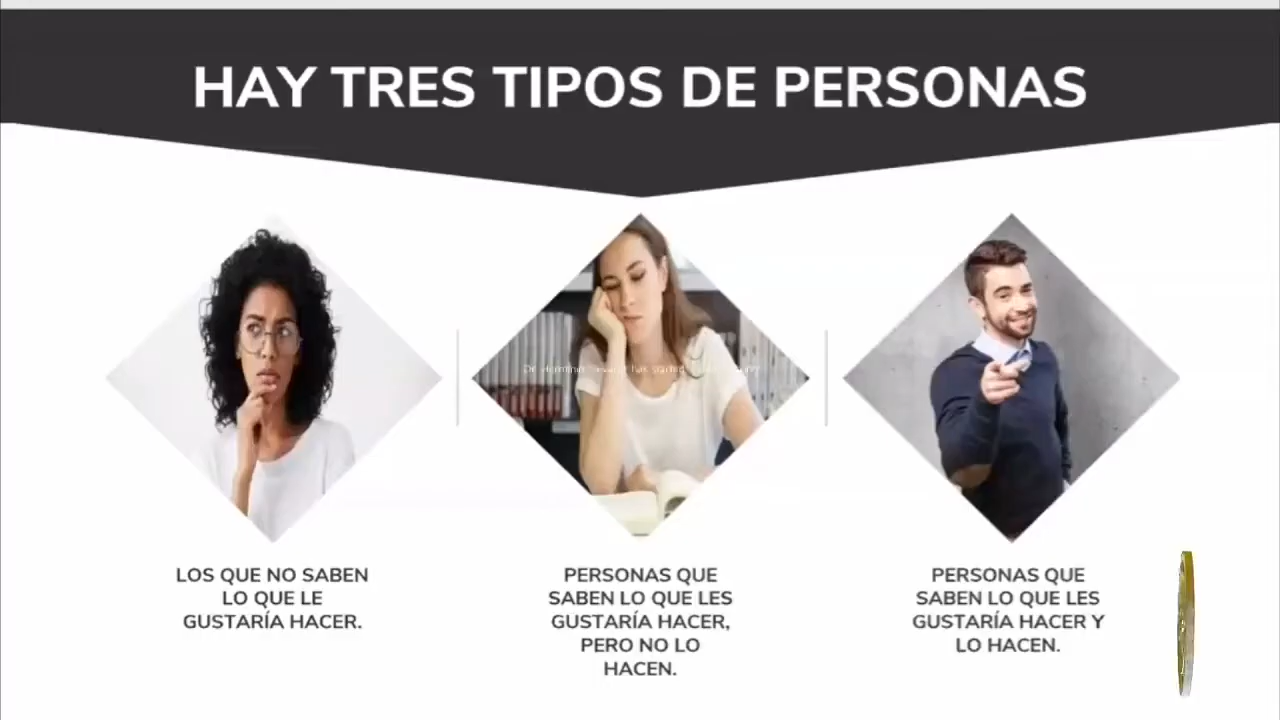 HAY TRES TIPOS DE PERSONAS
LOS QUE NO SABEN
LO QUE LE
GUSTARÍA HACER.
PERSONAS QUE
SABEN LO QUE LES
GUSTARÍA HACER,
PERO NO LO
HACEN.
PERSONAS QUE
SABEN LO QUE LES
GUSTARÍA HACER Y
LO HACEN.